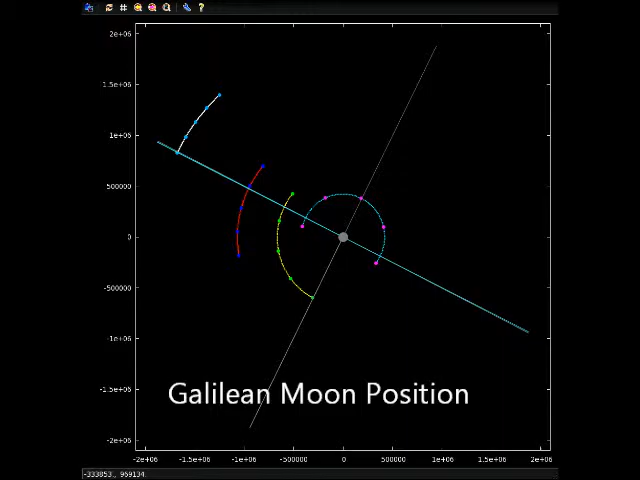 2e+06
1.5e+06
1e+06
500000
0
-500000
-1e+06
-1.5e+06
-2e+06
Galilean Moon Position
-2e+06 -1.5e+06 -1e+06 -500000 0 500000 1e+06 1.5e+06 2e+06
-333853., 969134.